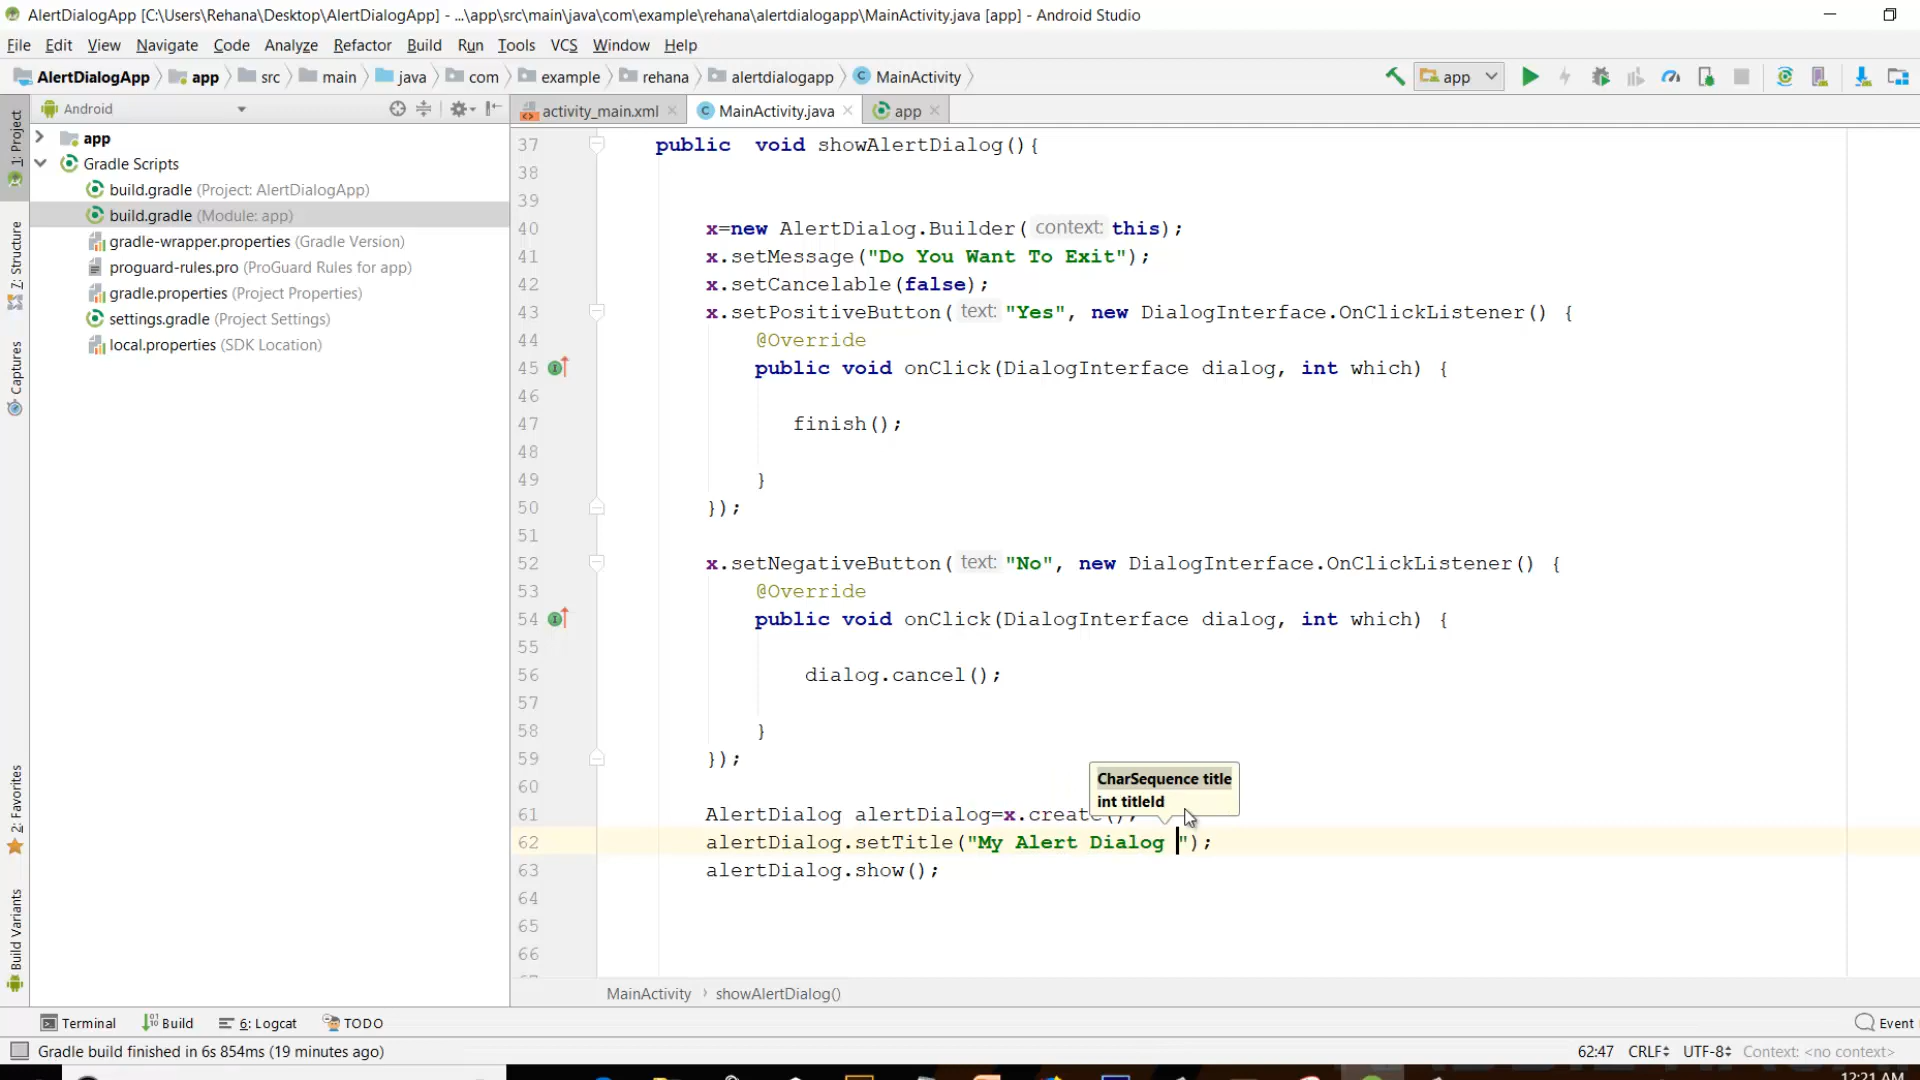 AlertDialogApp [C:\Users\Rehana\Desktop\AlertDialogApp] - ...\app\src\main\java\com\example\rehana\alertdialogapp\MainActivity.java [app] - Android Studio
File Edit View Navigate Code Analyze Refactor Build Run Tools VCS Window Help
AlertDialogApp app src main java com example rehana alertdialogapp MainActivity app
Android activity_main.xml MainActivity.java app
1: Project
Z: Structure
Captures
2: Favorites
Build Variants
app
Gradle Scripts
build.gradle (Project: AlertDialogApp)
build.gradle (Module: app)
gradle-wrapper.properties (Gradle Version)
proguard-rules.pro (ProGuard Rules for app)
gradle.properties (Project Properties)
settings.gradle (Project Settings)
local.properties (SDK Location)
37 public void showAlertDialog(){
38
39
40 x=new AlertDialog.Builder( context: this);
41 x.setMessage("Do You Want To Exit");
42 x.setCancelable(false);
43 x.setPositiveButton( text: "Yes", new DialogInterface.OnClickListener() {
44 @Override
45 public void onClick(DialogInterface dialog, int which) {
46
47 finish();
48
49 }
50 });
51
52 x.setNegativeButton( text: "No", new DialogInterface.OnClickListener() {
53 @Override
54 public void onClick(DialogInterface dialog, int which) {
55
56 dialog.cancel();
57
58 }
59 });
60
CharSequence title
int titleId
61 AlertDialog alertDialog=x.create();
62 alertDialog.setTitle("My Alert Dialog ");
63 alertDialog.show();
64
65
66
MainActivity showAlertDialog()
Terminal Build 6: Logcat TODO Event
Gradle build finished in 6s 854ms (19 minutes ago) 62:47 CRLF UTF-8 Context: <no context>
12:21 AM